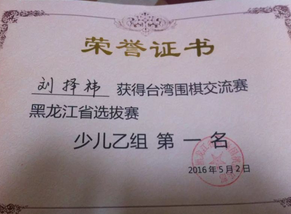 荣誉证书
刘择祎 获得台湾围棋交流赛
黑龙江省选拔赛
少儿乙组 第一名
2016年5月2日